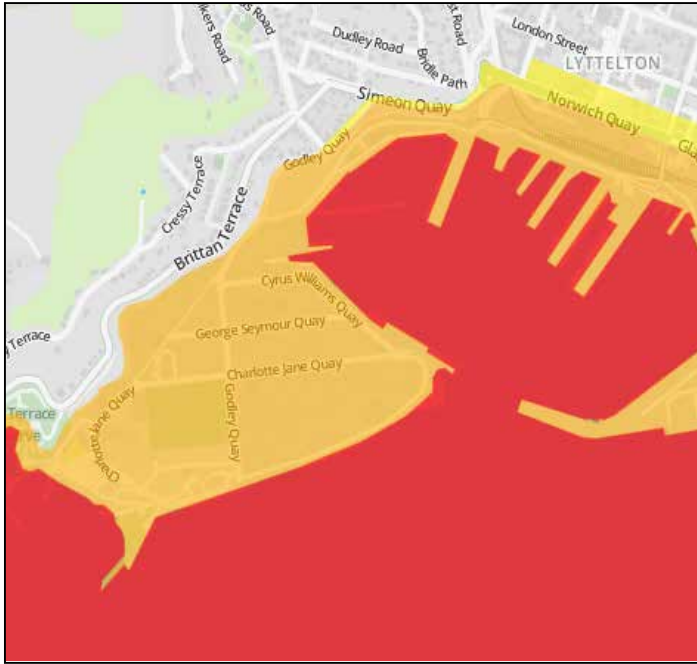 Dudley Road
London Street
Bridle Path
LYTTELTON
Simeon Quay
Norwich Quay
Godley Quay
Cressy Terrace
Brittan Terrace
Cyrus Williams Quay
George Seymour Quay
Charlotte Jane Quay
Godley Quay
Charlotte Jane Quay
Terrace
Terrace